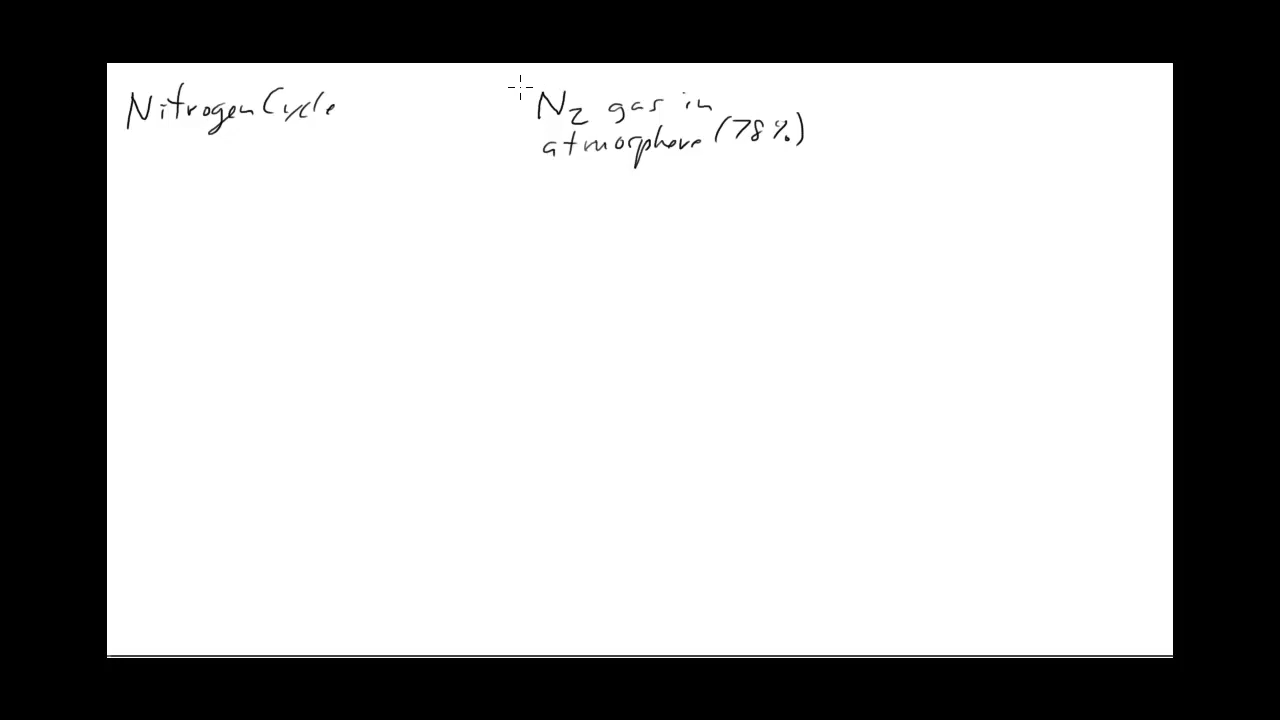 Nitrogen Cycle
N2 gas in
atmosphere (78%)